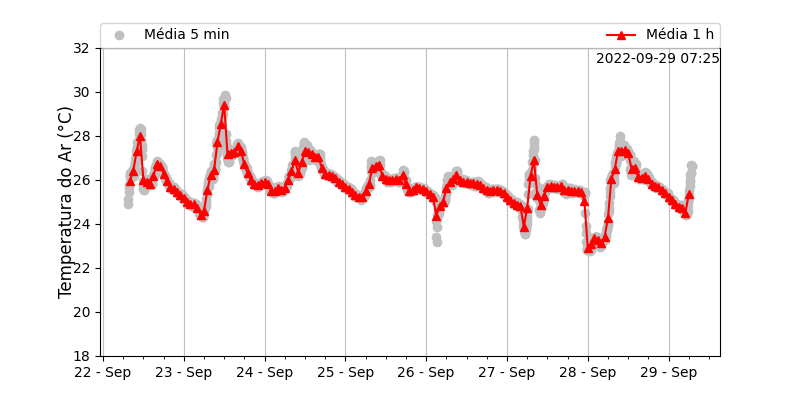 Média 5 min
Média 1 h
2022-09-29 07:25
Temperatura do Ar (°C)
32
30
28
26
24
22
20
18
22 - Sep
23 - Sep
24 - Sep
25 - Sep
26 - Sep
27 - Sep
28 - Sep
29 - Sep